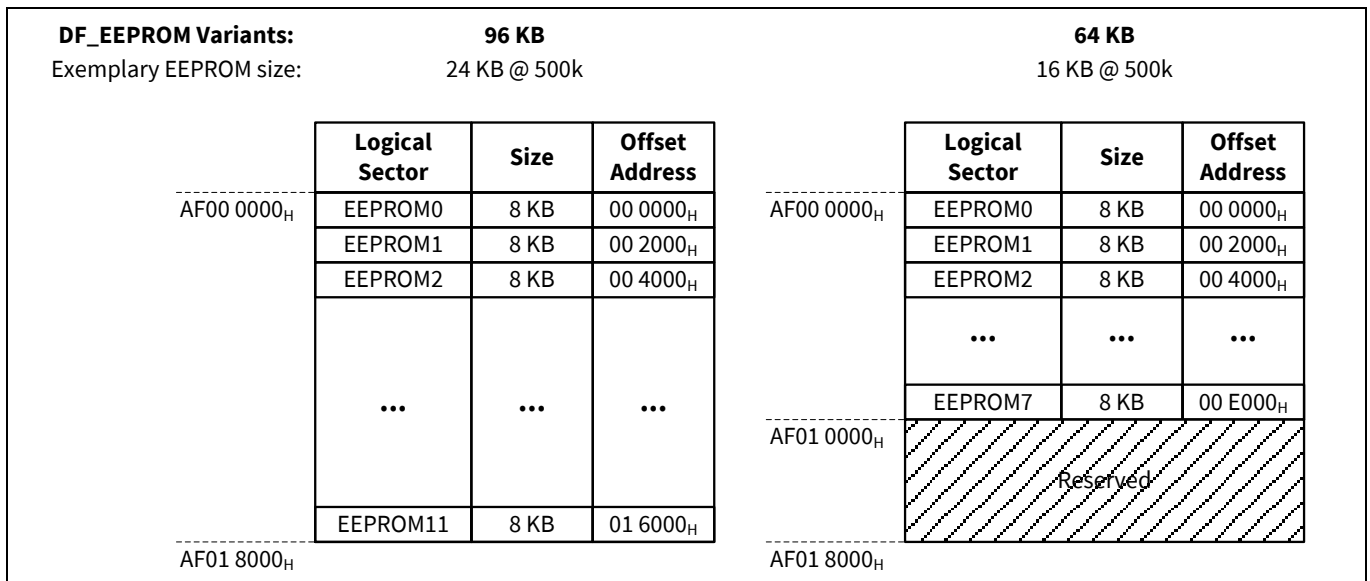 DF_EEPROM Variants: 96 KB 64 KB
Exemplary EEPROM size: 24 KB @ 500k 16 KB @ 500k
Logical Sector Size Offset Address Logical Sector Size Offset Address
AF00 0000H EEPROM0 8 KB 00 0000H AF00 0000H EEPROM0 8 KB 00 0000H
EEPROM1 8 KB 00 2000H EEPROM1 8 KB 00 2000H
EEPROM2 8 KB 00 4000H EEPROM2 8 KB 00 4000H
... ... ...
... ... ... EEPROM7 8 KB 00 E000H
AF01 0000H
Reserved
EEPROM11 8 KB 01 6000H
AF01 8000H AF01 8000H